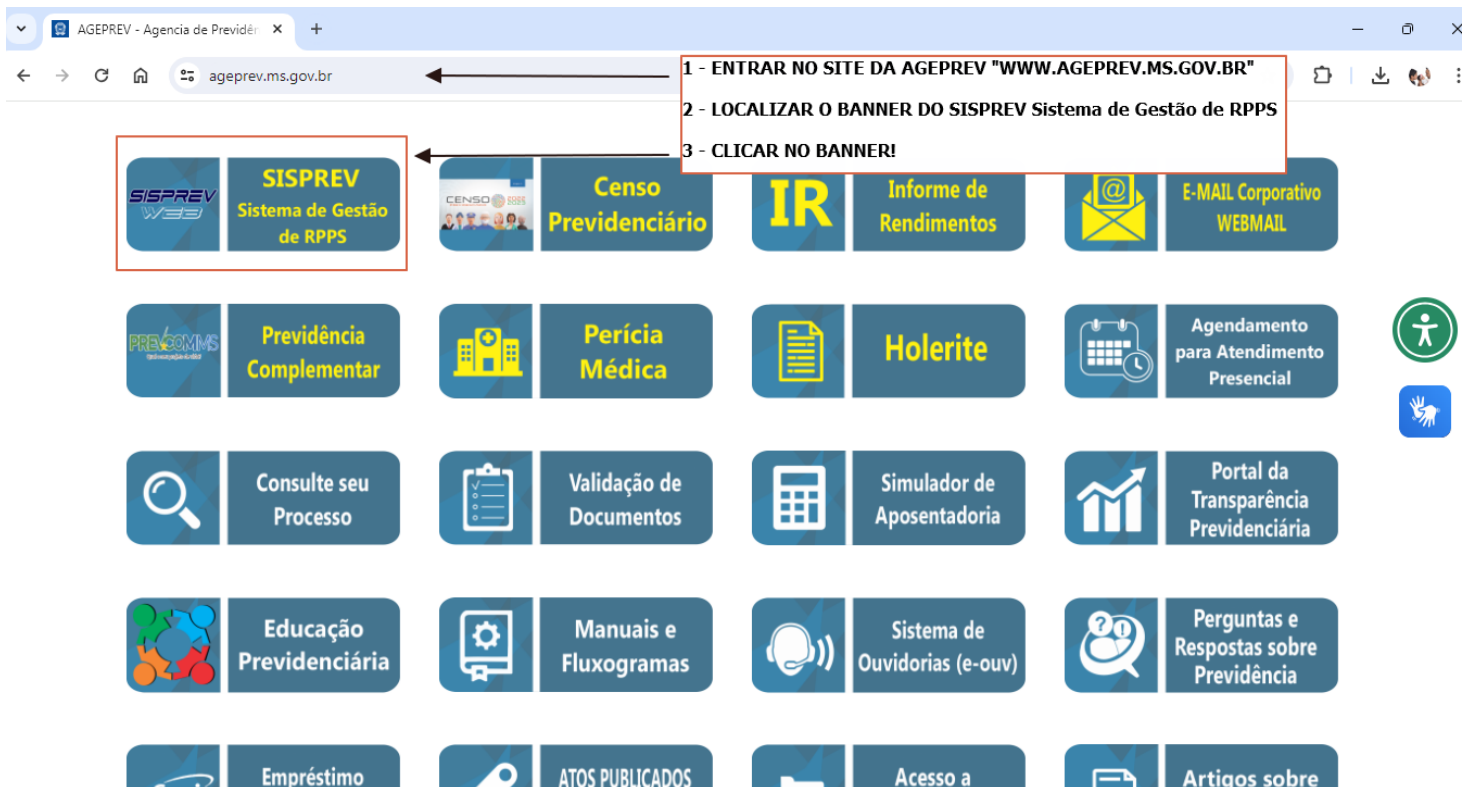 AGEPREV - Agencia de Previdên
ageprev.ms.gov.br
1 - ENTRAR NO SITE DA AGEPREV "WWW.AGEPREV.MS.GOV.BR"
2 - LOCALIZAR O BANNER DO SISPREV Sistema de Gestão de RPPS
3 - CLICAR NO BANNER!
SISPREV
WEB
SISPREV
Sistema de Gestão
de RPPS
CENSO
Censo
Previdenciário
IR
Informe de
Rendimentos
@
E-MAIL Corporativo
WEBMAIL
PREVCOMMS
Previdência
Complementar
Perícia
Médica
Holerite
Agendamento
para Atendimento
Presencial
Consulte seu
Processo
Validação de
Documentos
Simulador de
Aposentadoria
Portal da
Transparência
Previdenciária
Educação
Previdenciária
Manuais e
Fluxogramas
Sistema de
Ouvidorias (e-ouv)
Perguntas e
Respostas sobre
Previdência
Empréstimo
ATOS PUBLICADOS
Acesso a
Artigos sobre